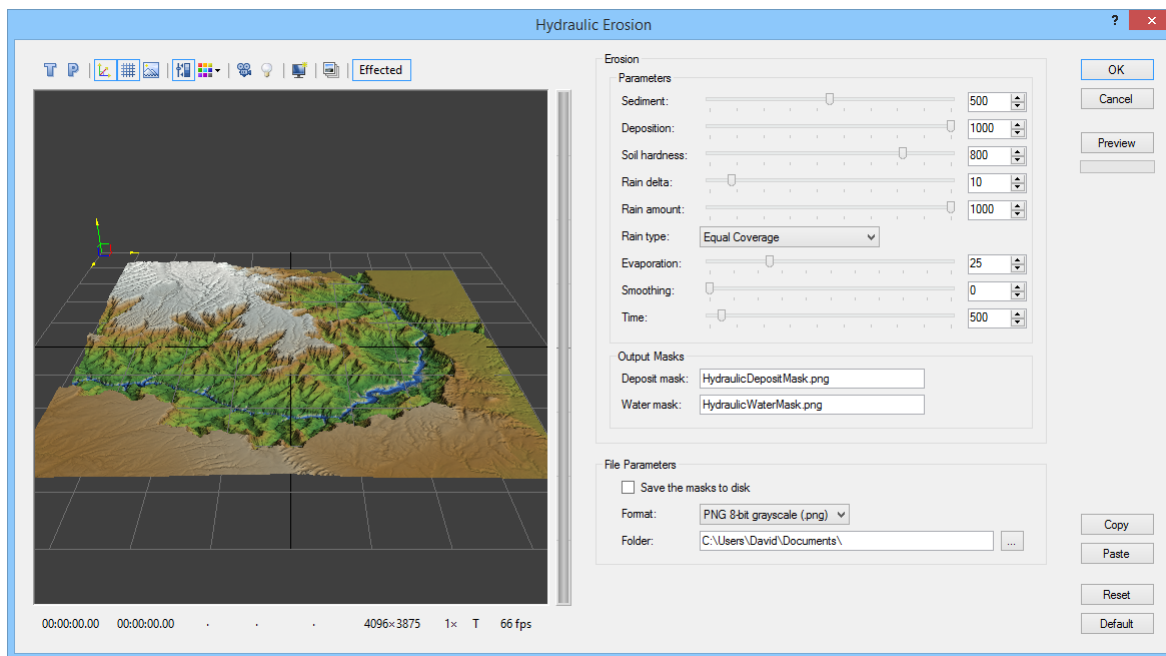 Hydraulic Erosion
?
T P Effected
Erosion
Parameters
Sediment: 500
Deposition: 1000
Soil hardness: 800
Rain delta: 10
Rain amount: 1000
Rain type: Equal Coverage
Evaporation: 25
Smoothing: 0
Time: 500
Output Masks
Deposit mask: HydraulicDepositMask.png
Water mask: HydraulicWaterMask.png
File Parameters
Save the masks to disk
Format: PNG 8-bit grayscale (.png)
Folder: C:\Users\David\Documents\ ...
OK
Cancel
Preview
Copy
Paste
Reset
Default
00:00:00.00 00:00:00.00 . . . 4096×3875 1× T 66 fps